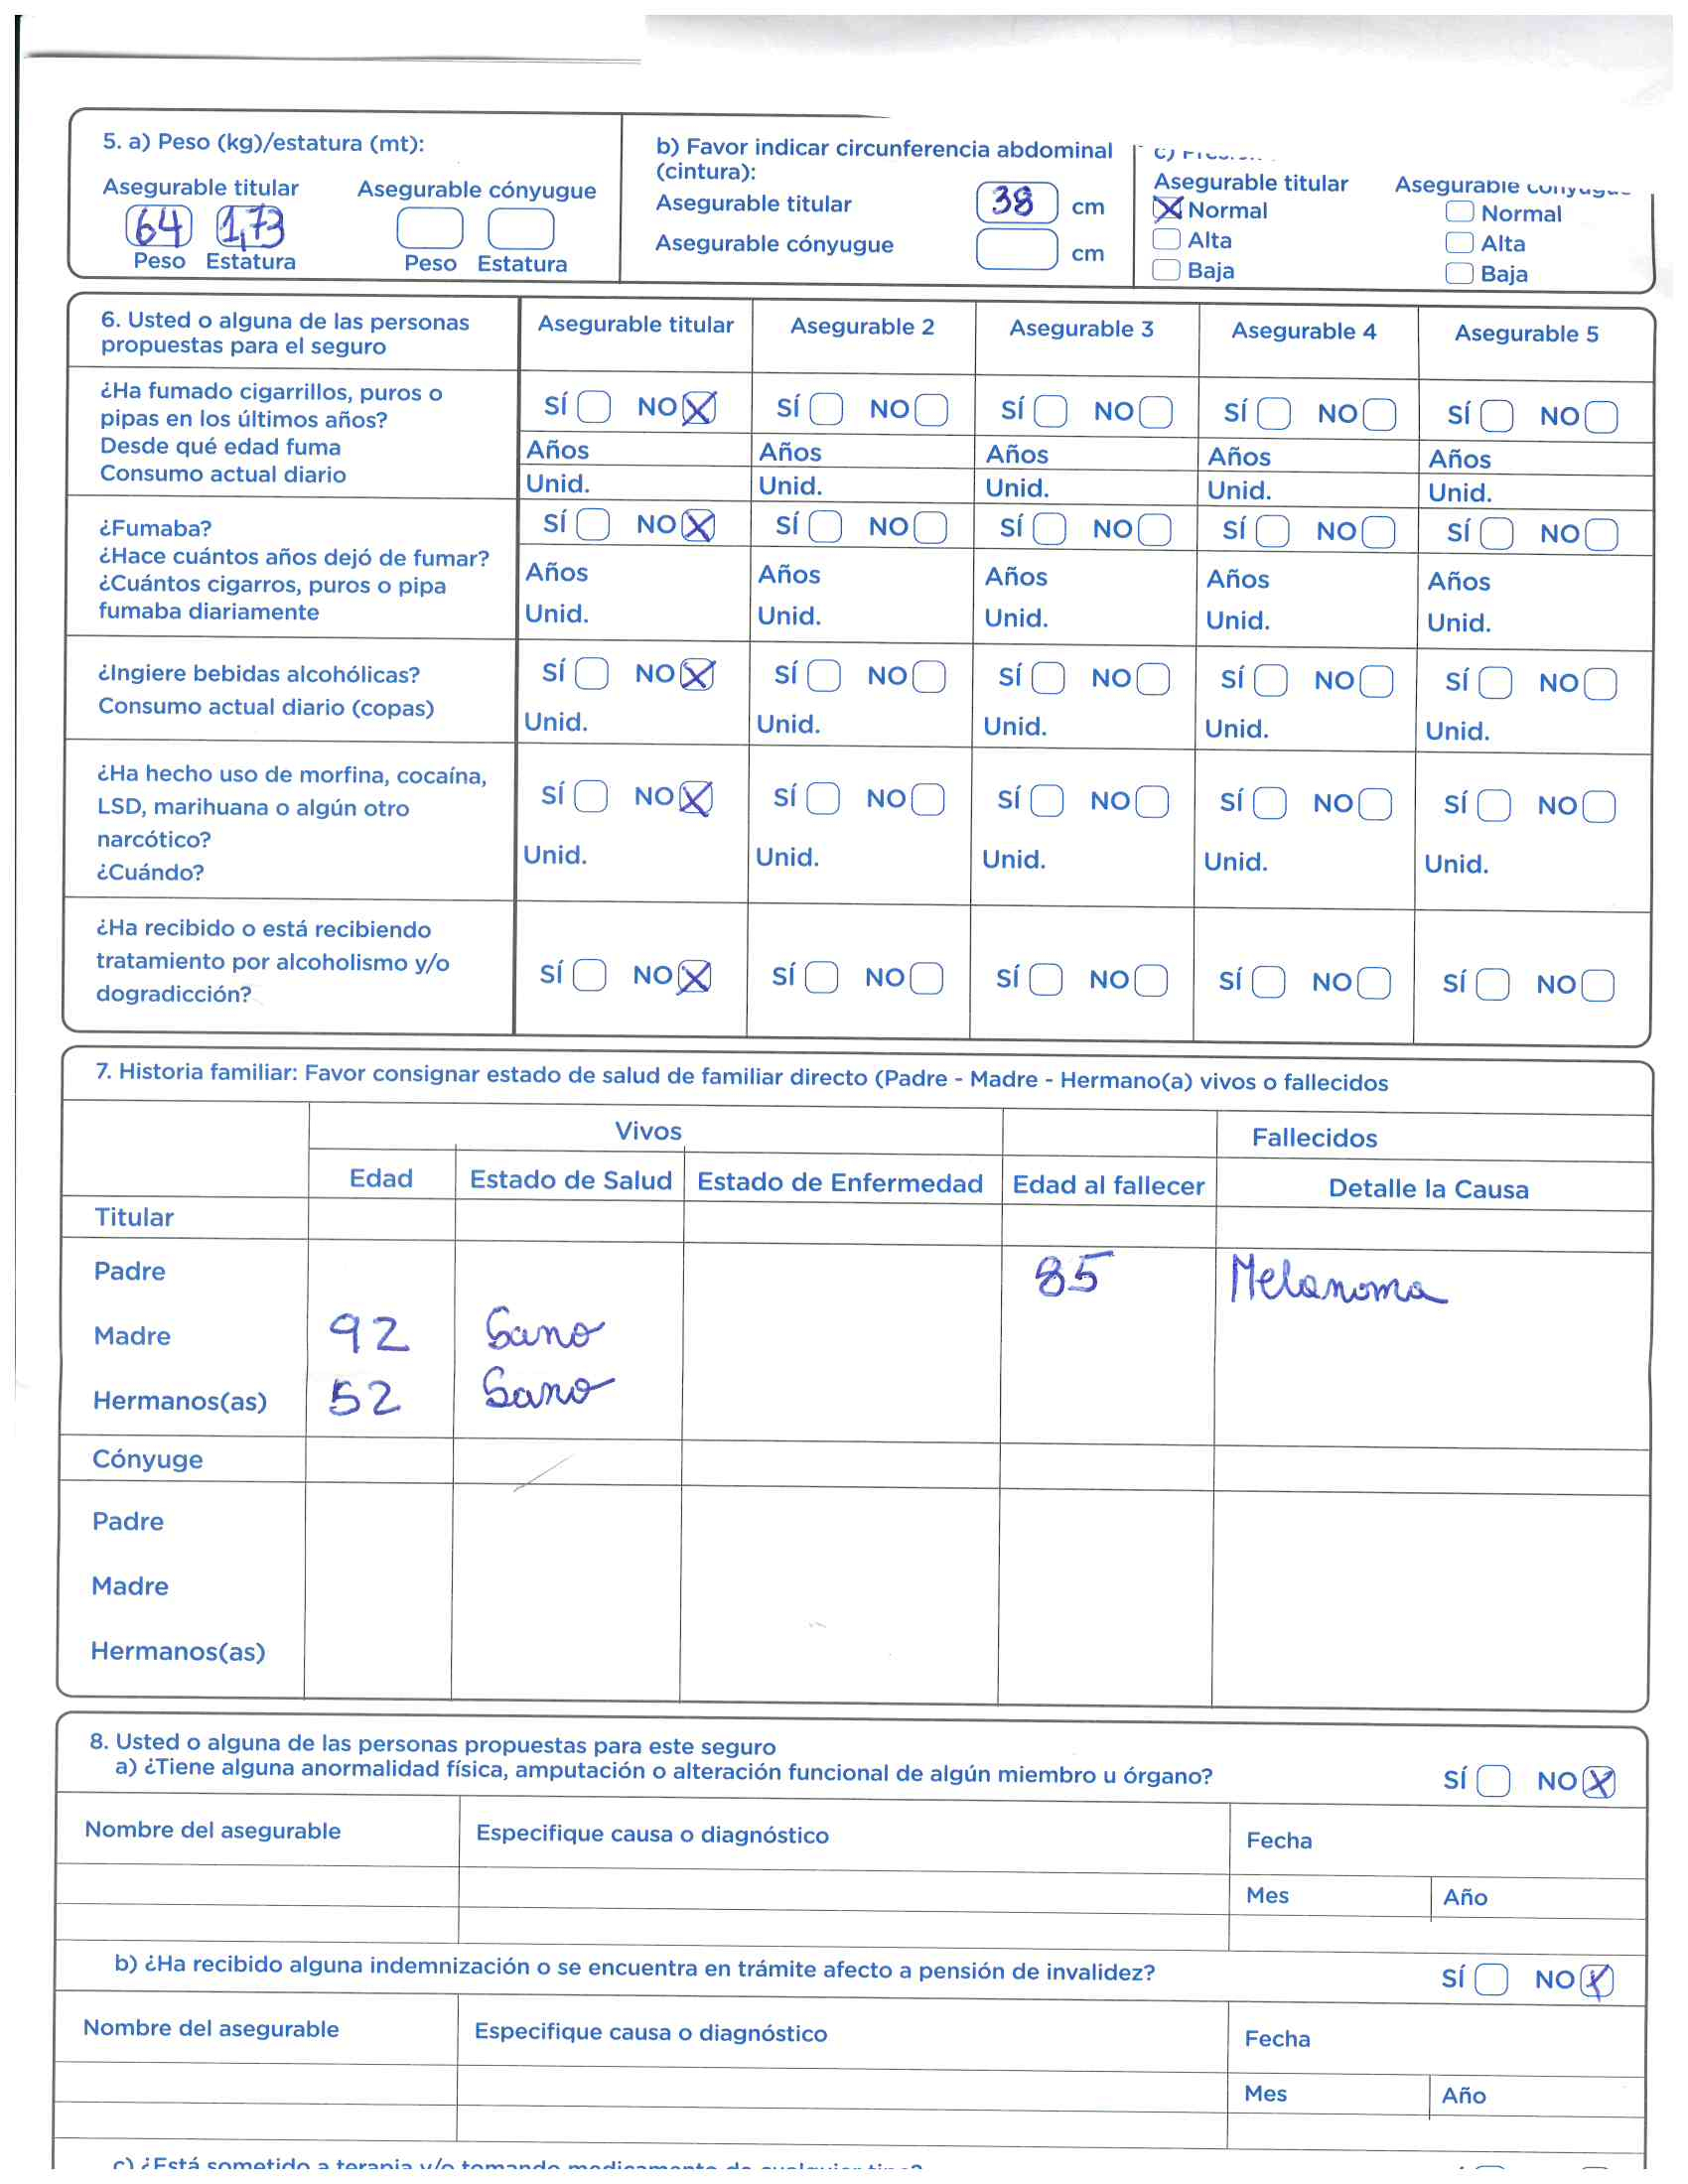 5. a) Peso (kg)/estatura (mt):
Asegurable titular Asegurable cónyugue
64 1,73
Peso Estatura Peso Estatura
b) Favor indicar circunferencia abdominal
(cintura):
Asegurable titular 38 cm
Asegurable cónyugue cm
c)
Asegurable titular Asegurable
Normal Normal
Alta Alta
Baja Baja
6. Usted o alguna de las personas
propuestas para el seguro
Asegurable titular Asegurable 2 Asegurable 3 Asegurable 4 Asegurable 5
¿Ha fumado cigarrillos, puros o
pipas en los últimos años?
Desde qué edad fuma
Consumo actual diario
SÍ NO X SÍ NO SÍ NO SÍ NO SÍ NO
Años Años Años Años Años
Unid. Unid. Unid. Unid. Unid.
¿Fumaba?
¿Hace cuántos años dejó de fumar?
¿Cuántos cigarros, puros o pipa
fumaba diariamente
SÍ NO X SÍ NO SÍ NO SÍ NO SÍ NO
Años Años Años Años Años
Unid. Unid. Unid. Unid. Unid.
¿Ingiere bebidas alcohólicas?
Consumo actual diario (copas)
SÍ NO X SÍ NO SÍ NO SÍ NO SÍ NO
Unid. Unid. Unid. Unid. Unid.
¿Ha hecho uso de morfina, cocaína,
LSD, marihuana o algún otro
narcótico?
¿Cuándo?
SÍ NO X SÍ NO SÍ NO SÍ NO SÍ NO
Unid. Unid. Unid. Unid. Unid.
¿Ha recibido o está recibiendo
tratamiento por alcoholismo y/o
dogradicción?
SÍ NO X SÍ NO SÍ NO SÍ NO SÍ NO
7. Historia familiar: Favor consignar estado de salud de familiar directo (Padre - Madre - Hermano(a) vivos o fallecidos
Vivos Fallecidos
Edad Estado de Salud Estado de Enfermedad Edad al fallecer Detalle la Causa
Titular
Padre 85 Melanoma
Madre 92 Sano
Hermanos(as) 52 Sano
Cónyuge
Padre
Madre
Hermanos(as)
8. Usted o alguna de las personas propuestas para este seguro
a) ¿Tiene alguna anormalidad física, amputación o alteración funcional de algún miembro u órgano? SÍ NO X
Nombre del asegurable Especifique causa o diagnóstico Fecha
Mes Año
b) ¿Ha recibido alguna indemnización o se encuentra en trámite afecto a pensión de invalidez? SÍ NO X
Nombre del asegurable Especifique causa o diagnóstico Fecha
Mes Año
c) ¿Está sometido a terapia y/o tomando medicamento de cualquier tipo?